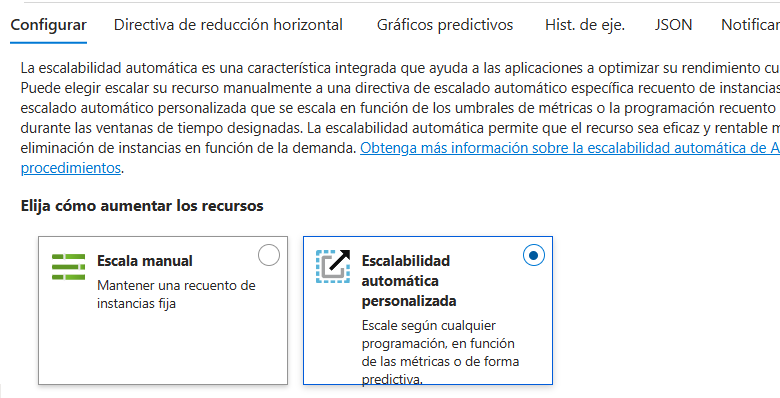 Configurar Directiva de reducción horizontal Gráficos predictivos Hist. de eje. JSON Notificar
La escalabilidad automática es una característica integrada que ayuda a las aplicaciones a optimizar su rendimiento cu
Puede elegir escalar su recurso manualmente a una directiva de escalado automático específica recuento de instancias
escalado automático personalizada que se escala en función de los umbrales de métricas o la programación recuento
durante las ventanas de tiempo designadas. La escalabilidad automática permite que el recurso sea eficaz y rentable m
eliminación de instancias en función de la demanda. Obtenga más información sobre la escalabilidad automática de A
procedimientos.
Elija cómo aumentar los recursos
Escala manual
Mantener una recuento de
instancias fija
Escalabilidad
automática
personalizada
Escale según cualquier
programación, en función
de las métricas o de forma
predictiva.